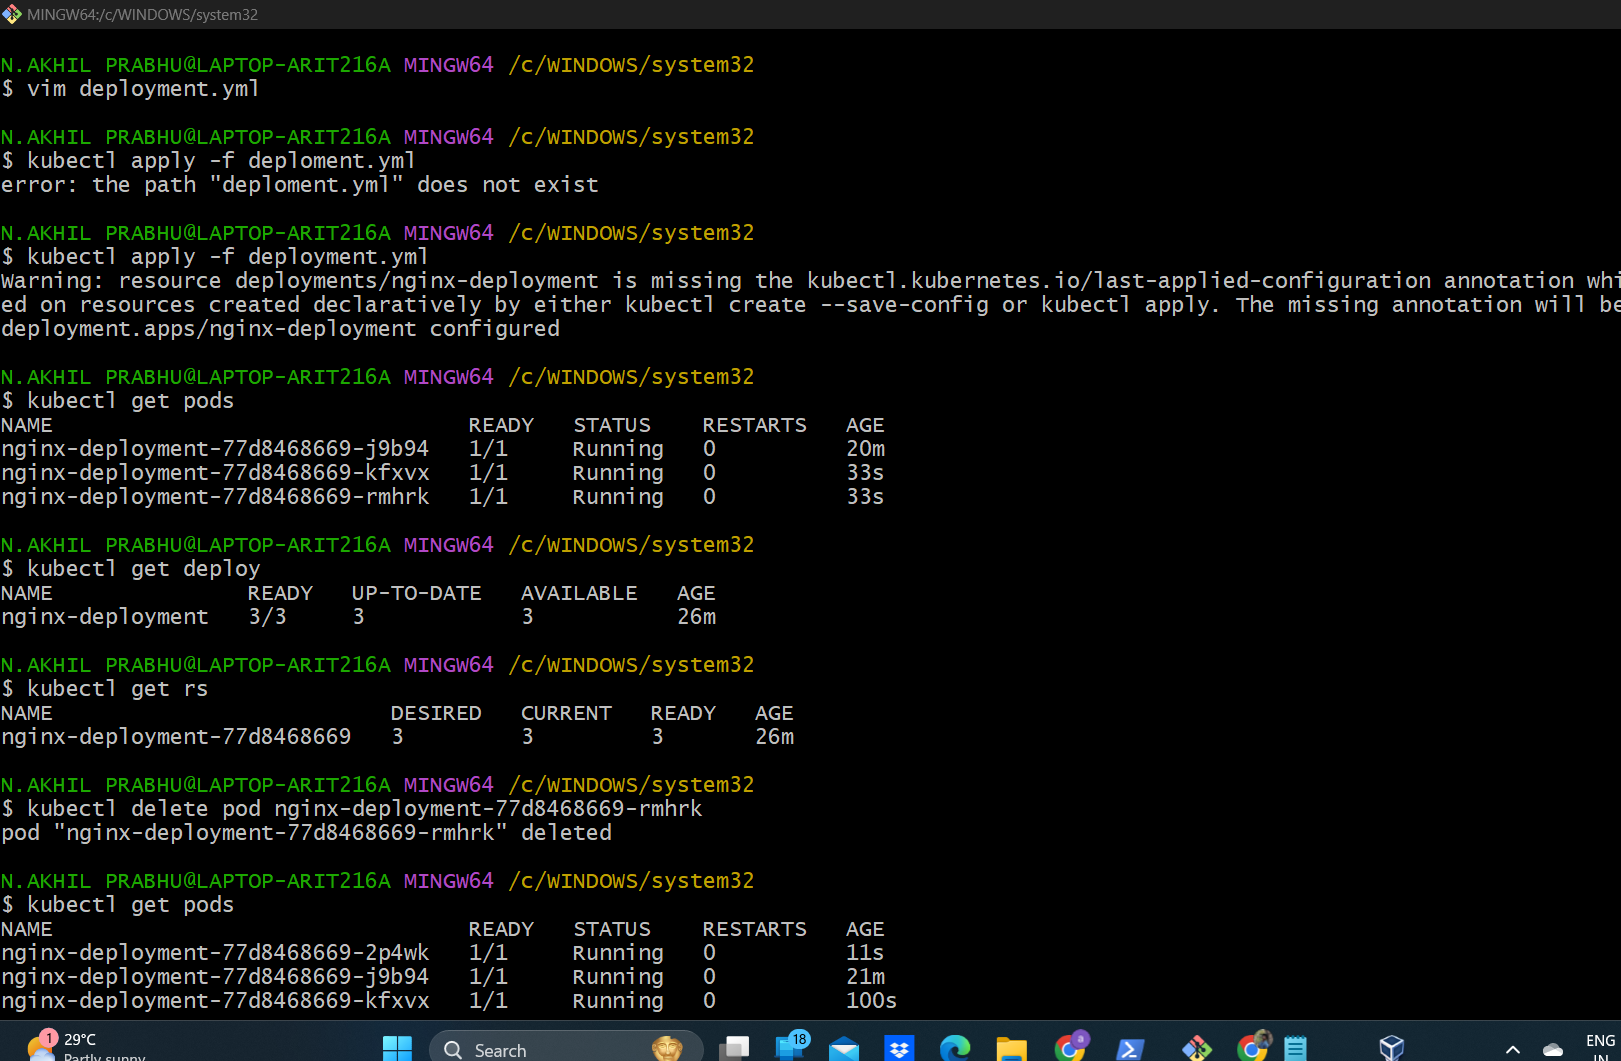 MINGW64:/c/WINDOWS/system32
N.AKHIL PRABHU@LAPTOP-ARIT216A MINGW64 /c/WINDOWS/system32
$ vim deployment.yml
N.AKHIL PRABHU@LAPTOP-ARIT216A MINGW64 /c/WINDOWS/system32
$ kubectl apply -f deploment.yml
error: the path "deploment.yml" does not exist
N.AKHIL PRABHU@LAPTOP-ARIT216A MINGW64 /c/WINDOWS/system32
$ kubectl apply -f deployment.yml
Warning: resource deployments/nginx-deployment is missing the kubectl.kubernetes.io/last-applied-configuration annotation whi
ed on resources created declaratively by either kubectl create --save-config or kubectl apply. The missing annotation will be
deployment.apps/nginx-deployment configured
N.AKHIL PRABHU@LAPTOP-ARIT216A MINGW64 /c/WINDOWS/system32
$ kubectl get pods
NAME READY STATUS RESTARTS AGE
nginx-deployment-77d8468669-j9b94 1/1 Running 0 20m
nginx-deployment-77d8468669-kfxvx 1/1 Running 0 33s
nginx-deployment-77d8468669-rmhrk 1/1 Running 0 33s
N.AKHIL PRABHU@LAPTOP-ARIT216A MINGW64 /c/WINDOWS/system32
$ kubectl get deploy
NAME READY UP-TO-DATE AVAILABLE AGE
nginx-deployment 3/3 3 3 26m
N.AKHIL PRABHU@LAPTOP-ARIT216A MINGW64 /c/WINDOWS/system32
$ kubectl get rs
NAME DESIRED CURRENT READY AGE
nginx-deployment-77d8468669 3 3 3 26m
N.AKHIL PRABHU@LAPTOP-ARIT216A MINGW64 /c/WINDOWS/system32
$ kubectl delete pod nginx-deployment-77d8468669-rmhrk
pod "nginx-deployment-77d8468669-rmhrk" deleted
N.AKHIL PRABHU@LAPTOP-ARIT216A MINGW64 /c/WINDOWS/system32
$ kubectl get pods
NAME READY STATUS RESTARTS AGE
nginx-deployment-77d8468669-2p4wk 1/1 Running 0 11s
nginx-deployment-77d8468669-j9b94 1/1 Running 0 21m
nginx-deployment-77d8468669-kfxvx 1/1 Running 0 100s
1 29°C
Partly sunny
Search
18
a
ENG
IN